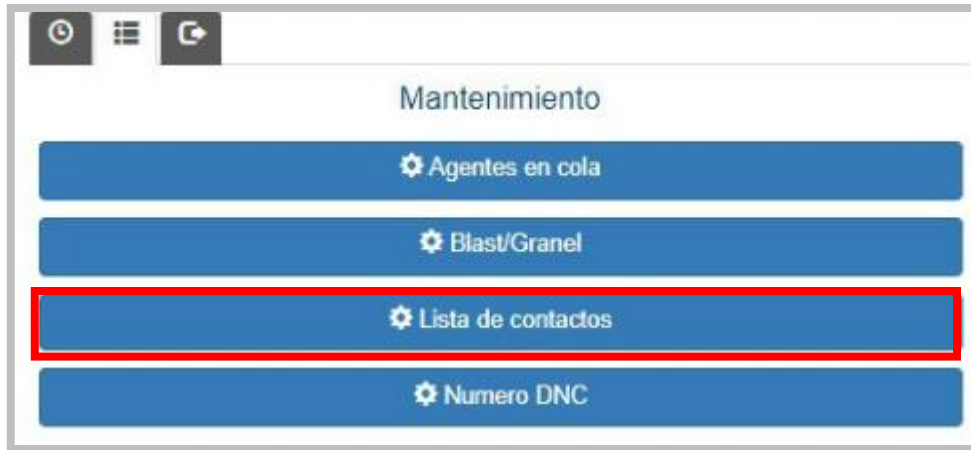 Mantenimiento
Agentes en cola
Blast/Granel
Lista de contactos
Numero DNC